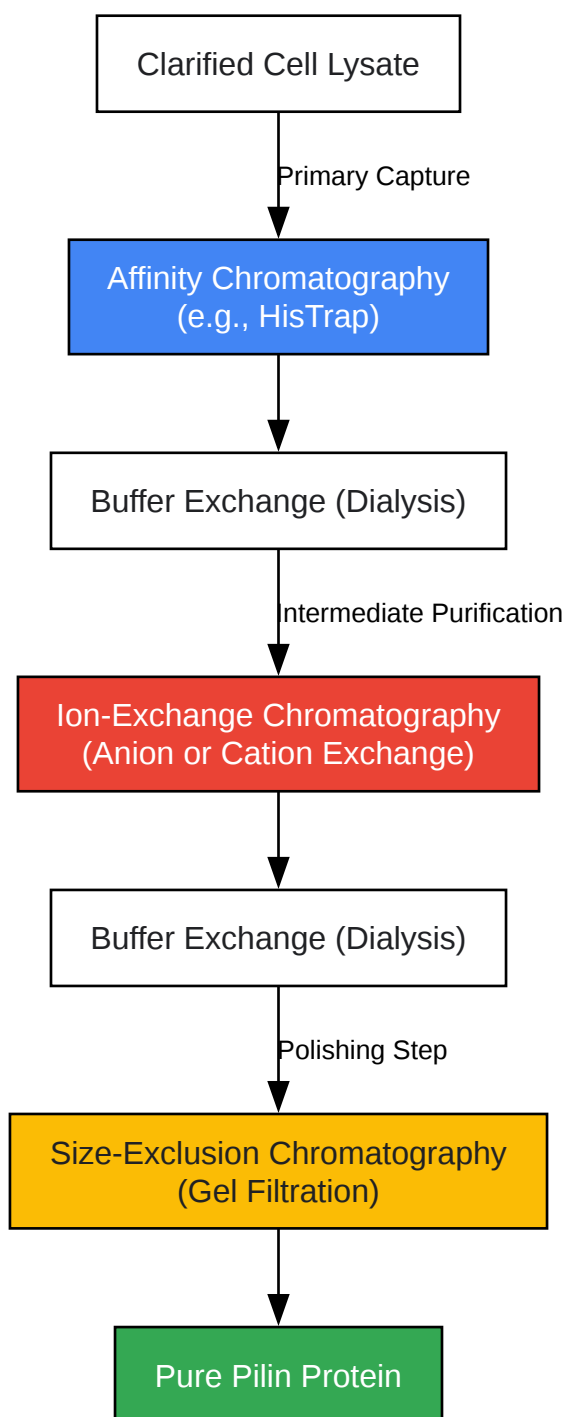 Clarified Cell Lysate
Primary Capture
Affinity Chromatography
(e.g., HisTrap)
Buffer Exchange (Dialysis)
Intermediate Purification
Ion-Exchange Chromatography
(Anion or Cation Exchange)
Buffer Exchange (Dialysis)
Polishing Step
Size-Exclusion Chromatography
(Gel Filtration)
Pure Pilin Protein